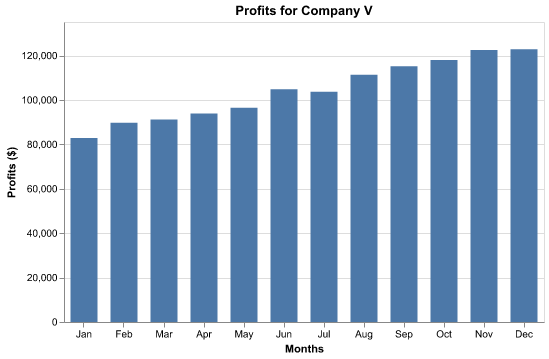 Profits for Company V
Profits ($)
120,000
100,000
80,000
60,000
40,000
20,000
0
Jan Feb Mar Apr May Jun Jul Aug Sep Oct Nov Dec
Months